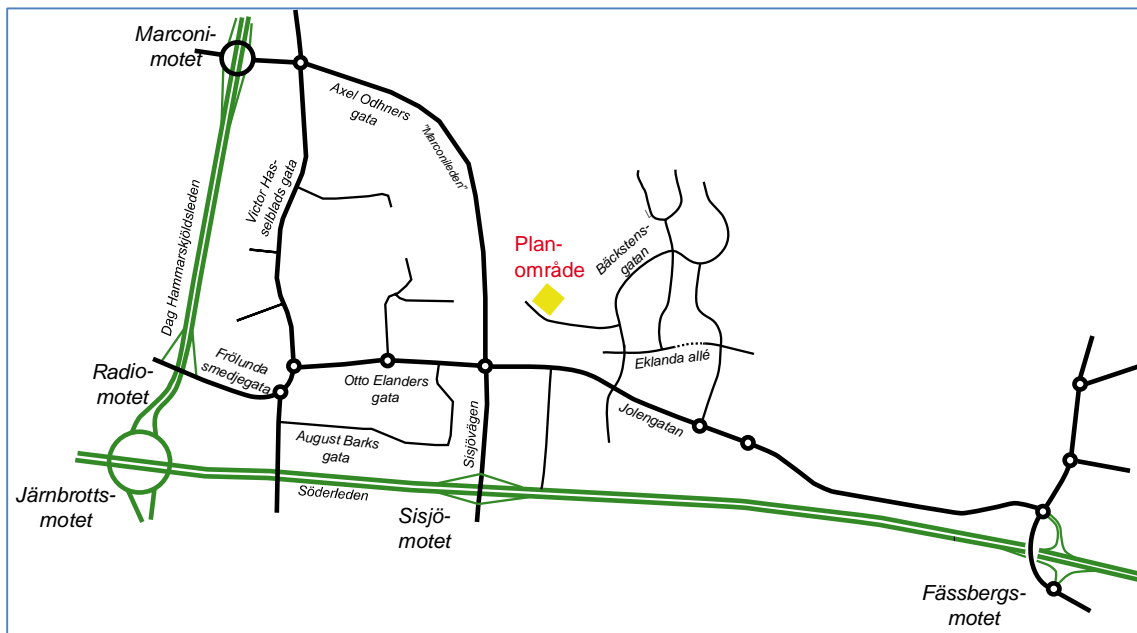 Marconi-
motet
Axel Odhners
gata
"Marconileden"
Victor Has-
selblads gata
Dag Hammarskjöldsleden
Plan-
område
Bäckstens-
gatan
Eklanda allé
Radio-
motet
Frölunda
smedjegata
Otto Elanders
gata
Jolengatan
August Barks
gata
Sisjövägen
Järnbrotts-
motet
Söderleden
Sisjö-
motet
Fässbergs-
motet